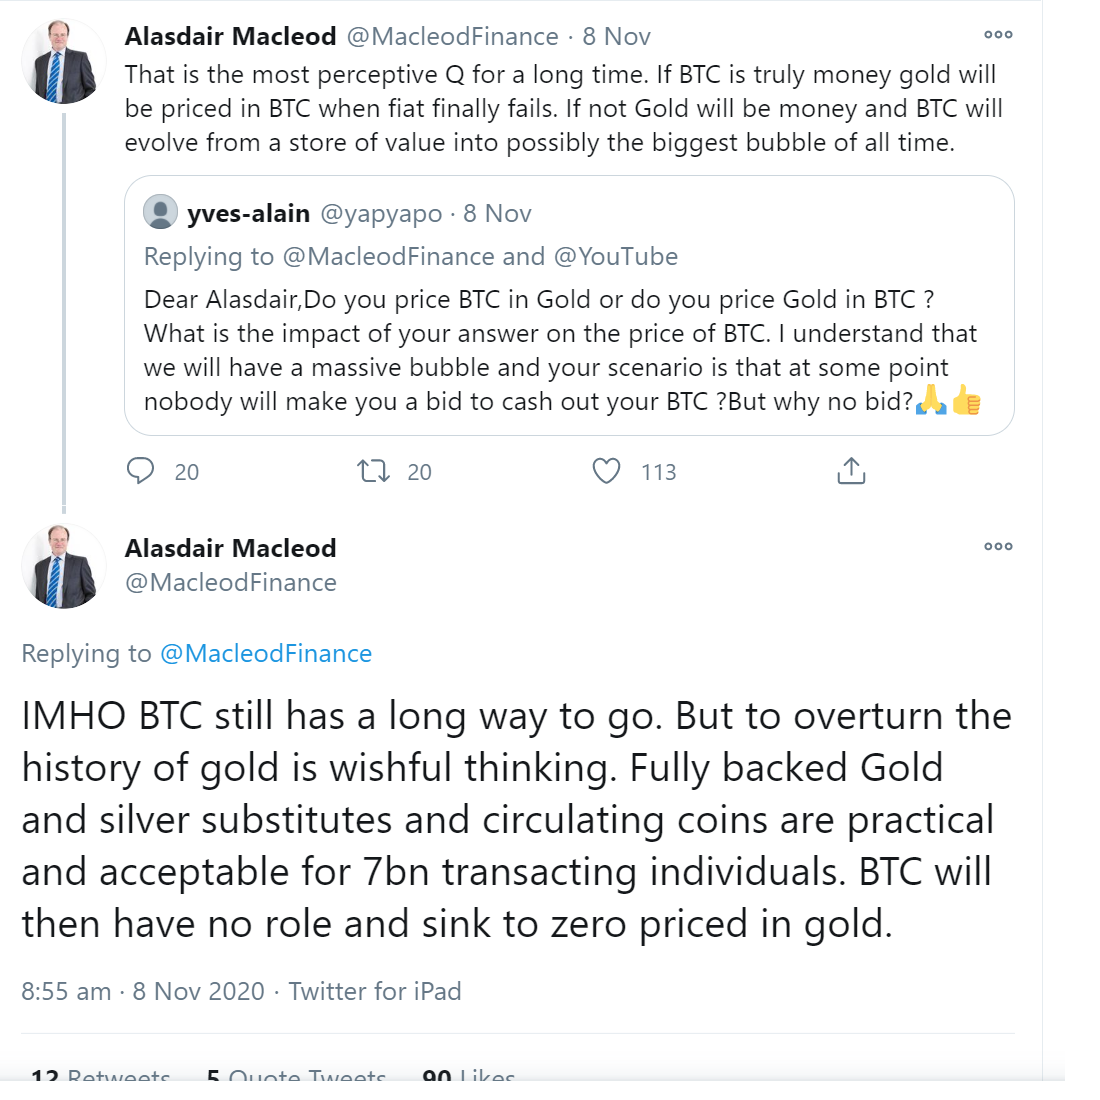 Alasdair Macleod @MacleodFinance · 8 Nov
That is the most perceptive Q for a long time. If BTC is truly money gold will
be priced in BTC when fiat finally fails. If not Gold will be money and BTC will
evolve from a store of value into possibly the biggest bubble of all time.
yves-alain @yapyapo · 8 Nov
Replying to @MacleodFinance and @YouTube
Dear Alasdair,Do you price BTC in Gold or do you price Gold in BTC ?
What is the impact of your answer on the price of BTC. I understand that
we will have a massive bubble and your scenario is that at some point
nobody will make you a bid to cash out your BTC ?But why no bid?🙏👍
20 20 113
Alasdair Macleod
@MacleodFinance
Replying to @MacleodFinance
IMHO BTC still has a long way to go. But to overturn the
history of gold is wishful thinking. Fully backed Gold
and silver substitutes and circulating coins are practical
and acceptable for 7bn transacting individuals. BTC will
then have no role and sink to zero priced in gold.
8:55 am · 8 Nov 2020 · Twitter for iPad
12 Retweets 5 Quote Tweets 90 Likes